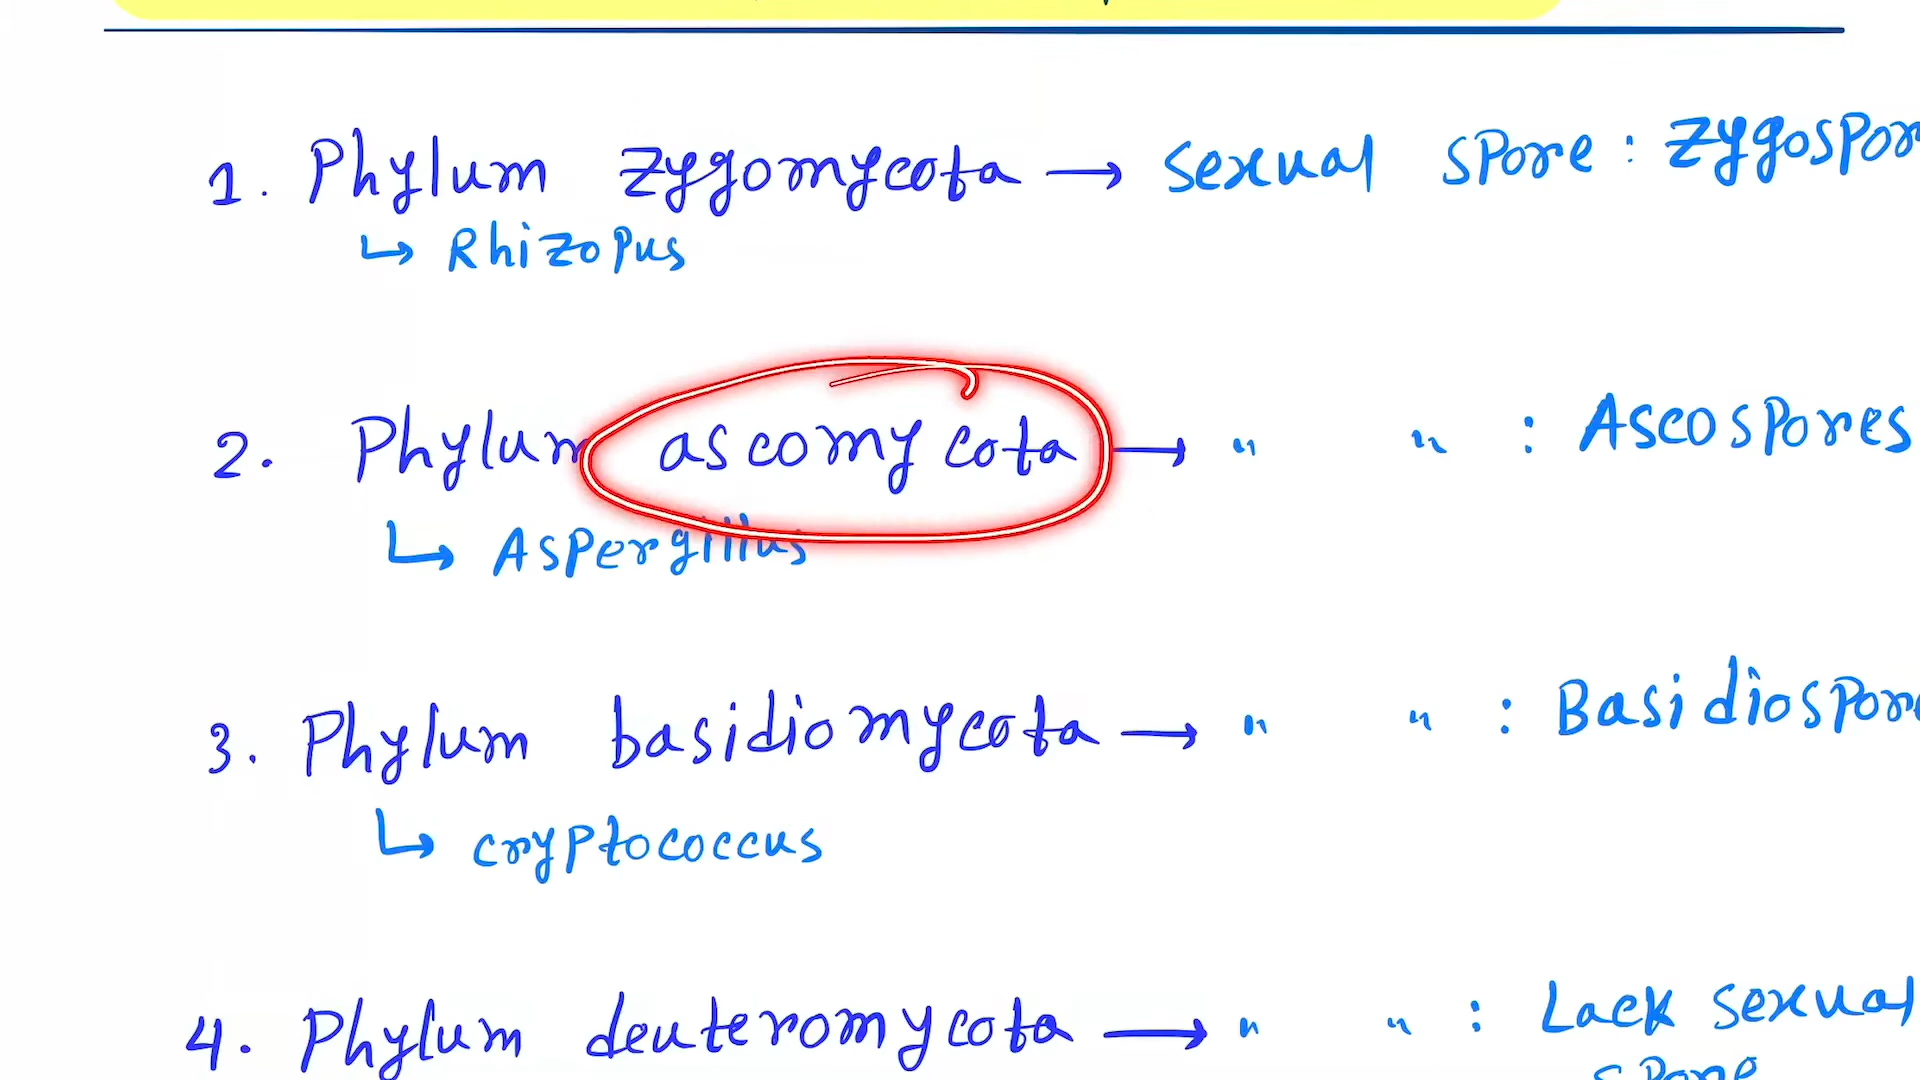 1. Phylum zygomycota → sexual spore : zygospor
↳ Rhizopus
2. Phylum ascomycota → " " : Ascospores
↳ Aspergillus
3. Phylum basidiomycota → " " : Basidiospor
↳ cryptococcus
4. Phylum deuteromycota → " " : Lack sexual
spore